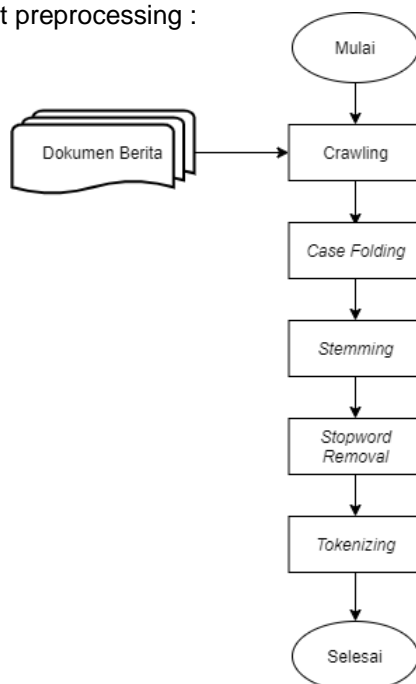 t preprocessing :
Mulai
Dokumen Berita
Crawling
Case Folding
Stemming
Stopword
Removal
Tokenizing
Selesai